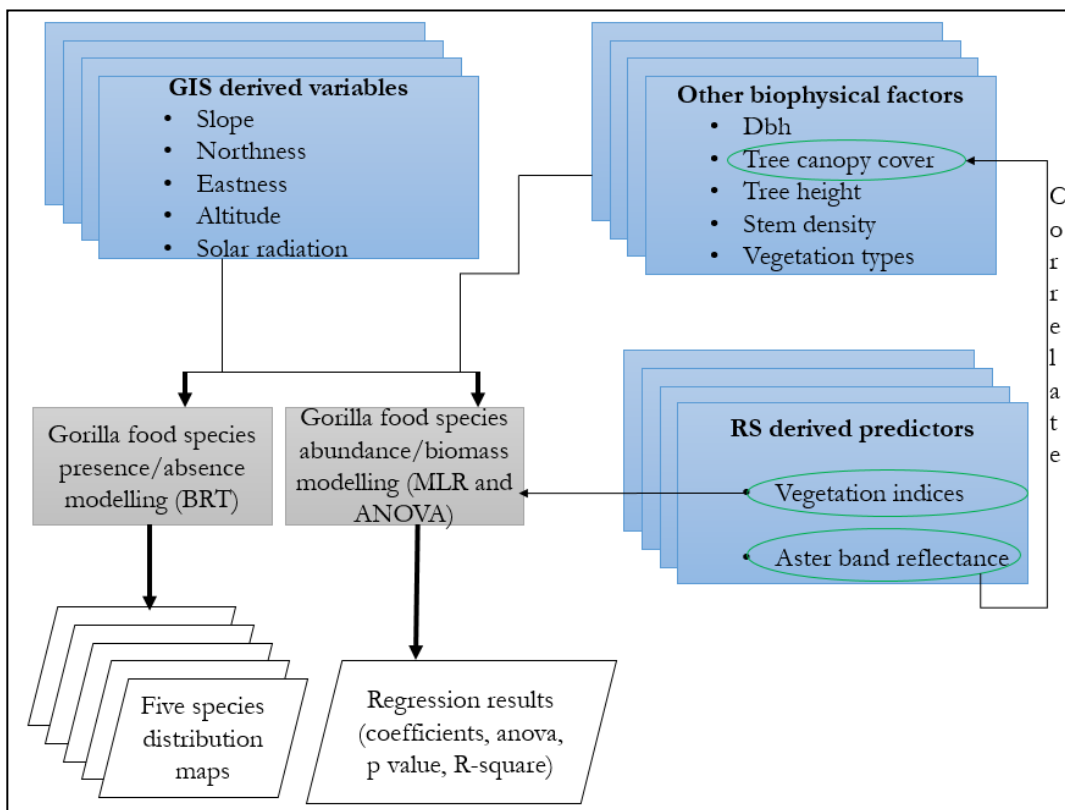 GIS derived variables
• Slope
• Northness
• Eastness
• Altitude
• Solar radiation
Other biophysical factors
• Dbh
• Tree canopy cover
• Tree height
• Stem density
• Vegetation types
Correlate
RS derived predictors
• Vegetation indices
• Aster band reflectance
Gorilla food species
presence/absence
modelling (BRT)
Gorilla food species
abundance/biomass
modelling (MLR and
ANOVA)
Five species
distribution
maps
Regression results
(coefficients, anova,
p value, R-square)